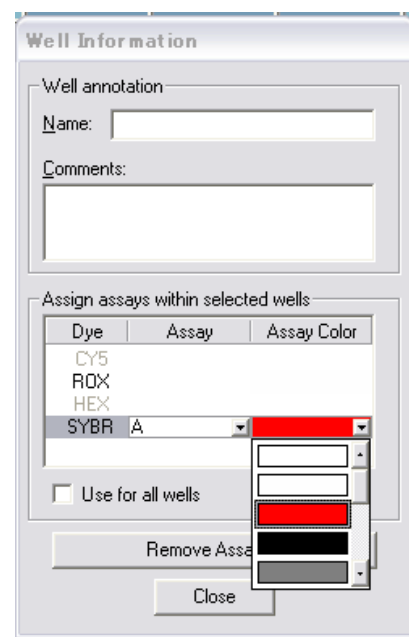 Well Information
Well annotation
Name:
Comments:
Assign assays within selected wells
Dye Assay Assay Color
CY5
ROX
HEX
SYBR A
Use for all wells
Remove Assa
Close